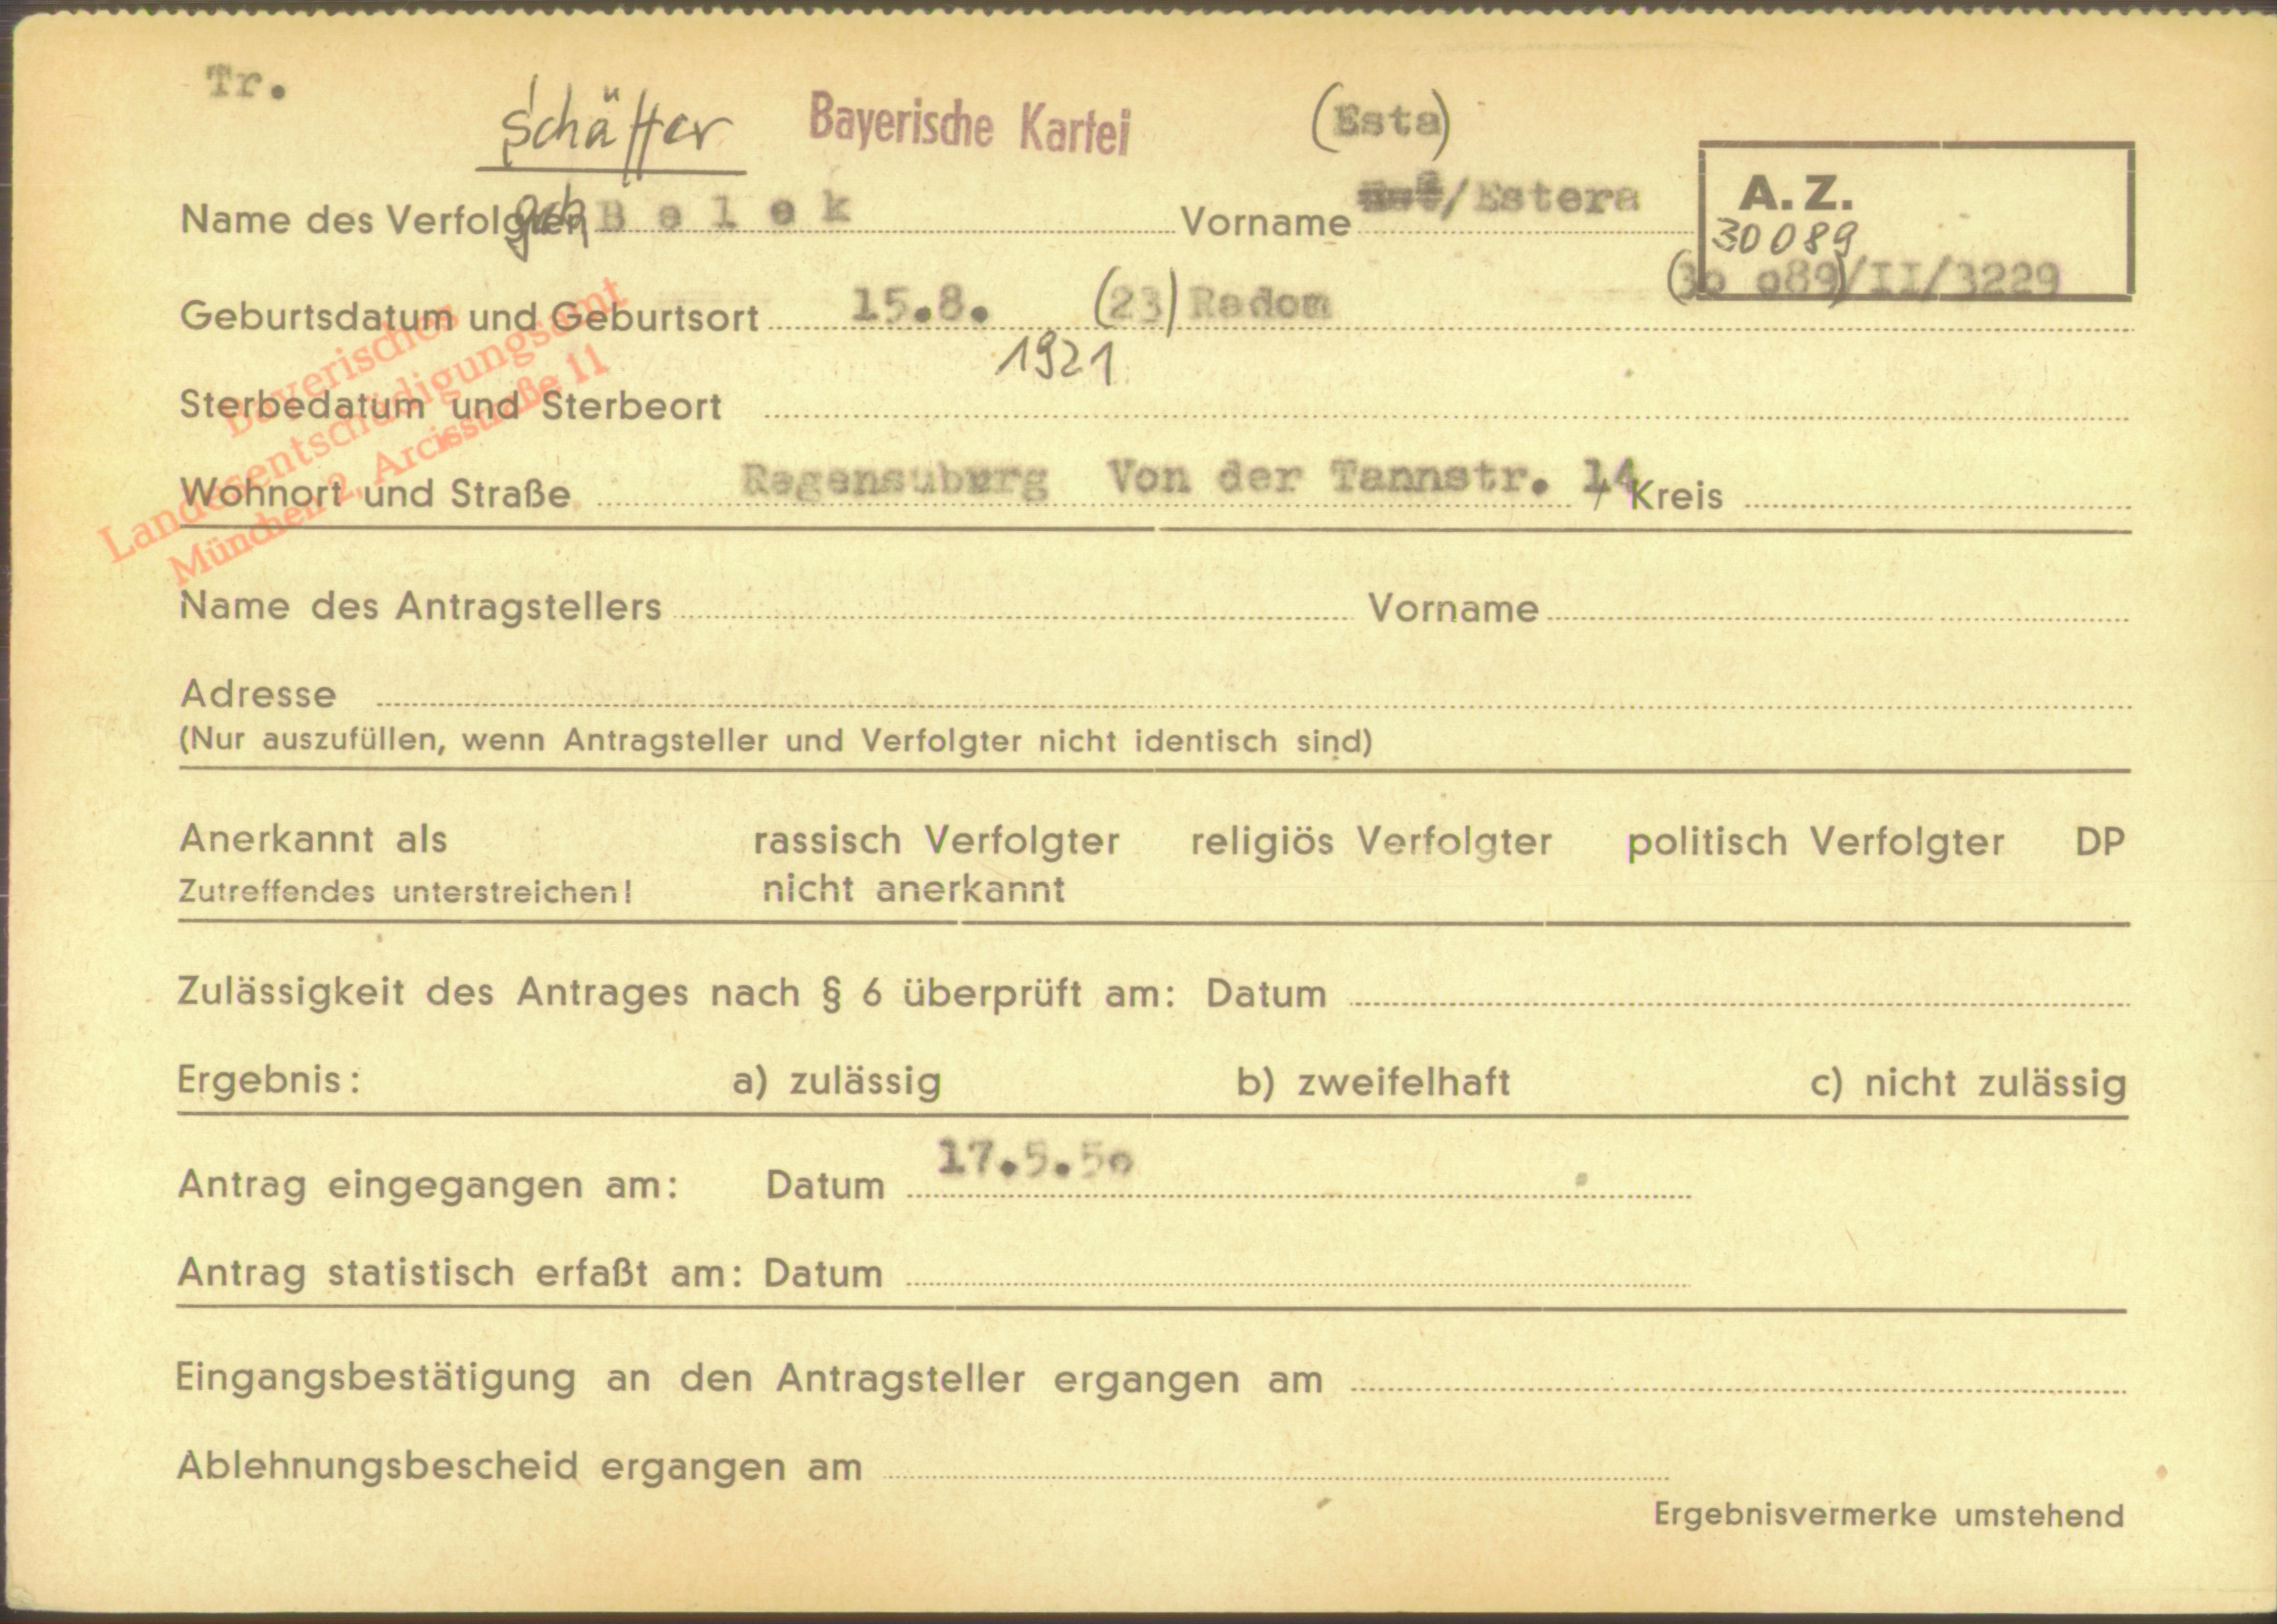 Tr.
Schäffer Bayerische Kartei (Esta)
Name des Verfolgten geb B e l e k Vorname /Estera A. Z.
30089
(3o o89)/II/3229
Geburtsdatum und Geburtsort 15.8. (23) Radom
1921
Sterbedatum und Sterbeort
Bayerisches
Landesentschädigungsamt
München 2, Arcisstraße 11
Wohnort und Straße Regensuburg Von der Tannstr. 14 Kreis
Name des Antragstellers Vorname
Adresse
(Nur auszufüllen, wenn Antragsteller und Verfolgter nicht identisch sind)
Anerkannt als rassisch Verfolgter religiös Verfolgter politisch Verfolgter DP
Zutreffendes unterstreichen! nicht anerkannt
Zulässigkeit des Antrages nach § 6 überprüft am: Datum
Ergebnis: a) zulässig b) zweifelhaft c) nicht zulässig
Antrag eingegangen am: Datum 17.5.5o
Antrag statistisch erfaßt am: Datum
Eingangsbestätigung an den Antragsteller ergangen am
Ablehnungsbescheid ergangen am
Ergebnisvermerke umstehend